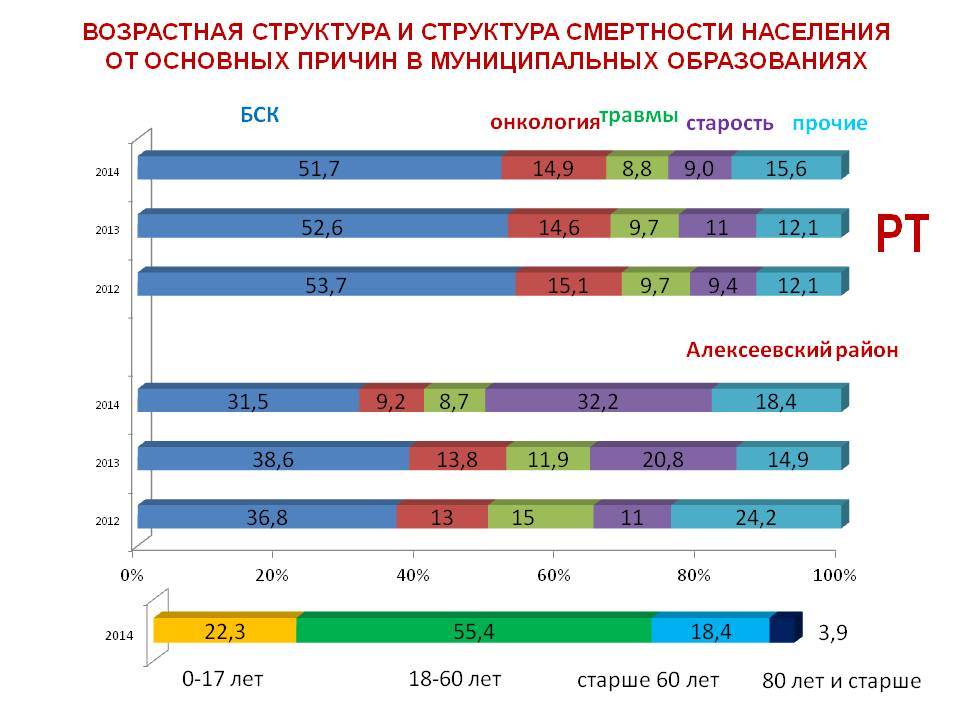 ВОЗРАСТНАЯ СТРУКТУРА И СТРУКТУРА СМЕРТНОСТИ НАСЕЛЕНИЯ
ОТ ОСНОВНЫХ ПРИЧИН В МУНИЦИПАЛЬНЫХ ОБРАЗОВАНИЯХ
БСК онкология травмы старость прочие
2014 51,7 14,9 8,8 9,0 15,6
2013 52,6 14,6 9,7 11 12,1
РТ
2012 53,7 15,1 9,7 9,4 12,1
Алексеевский район
2014 31,5 9,2 8,7 32,2 18,4
2013 38,6 13,8 11,9 20,8 14,9
2012 36,8 13 15 11 24,2
0% 20% 40% 60% 80% 100%
2014 22,3 55,4 18,4 3,9
0-17 лет 18-60 лет старше 60 лет 80 лет и старше